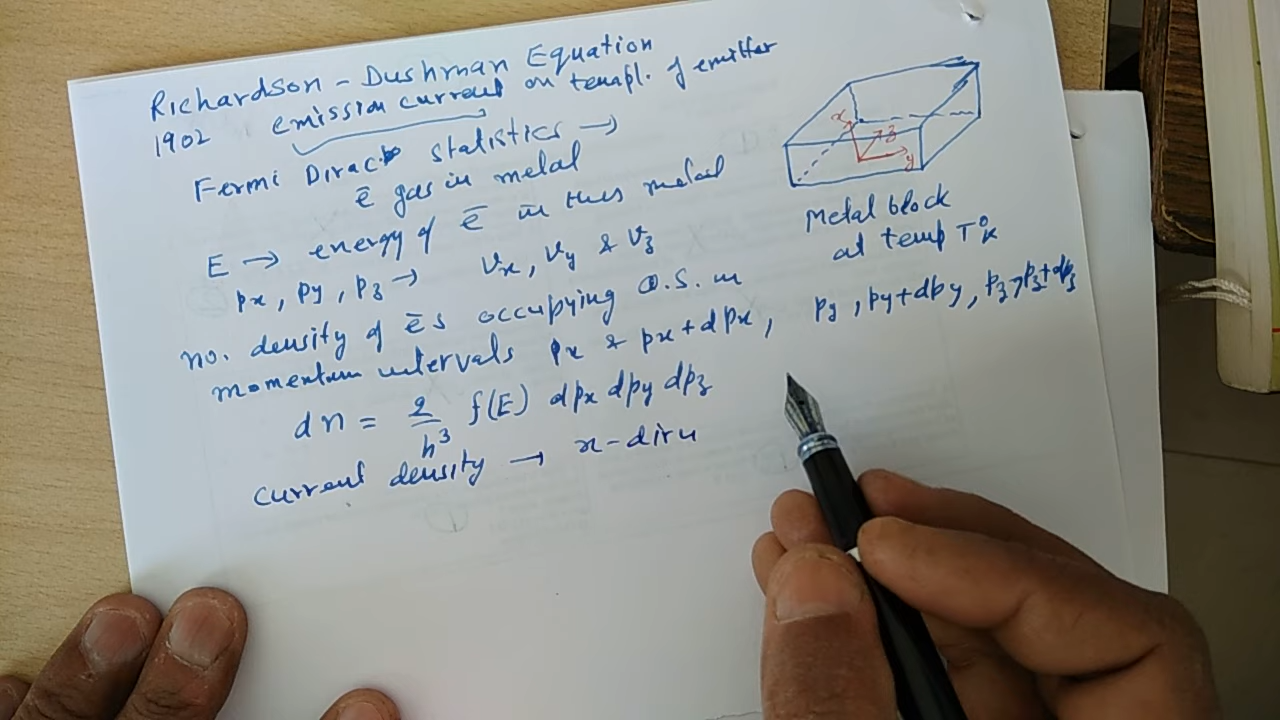 Richardson - Dushman Equation
1902 emission current on templ. of emitter
Fermi Dirac statistics →
ē gas in metal
E → energy of ē in this metal
px, py, pz → vx, vy & vz
no. density of ēs occupying Q.S. in
momentum intervals px & px+dpx, py, py+dpy, pz, pz+dpz
dn = 2/h³ f(E) dpx dpy dpz
current density → x-diru
x
z
y
Metal block
at temp T°K